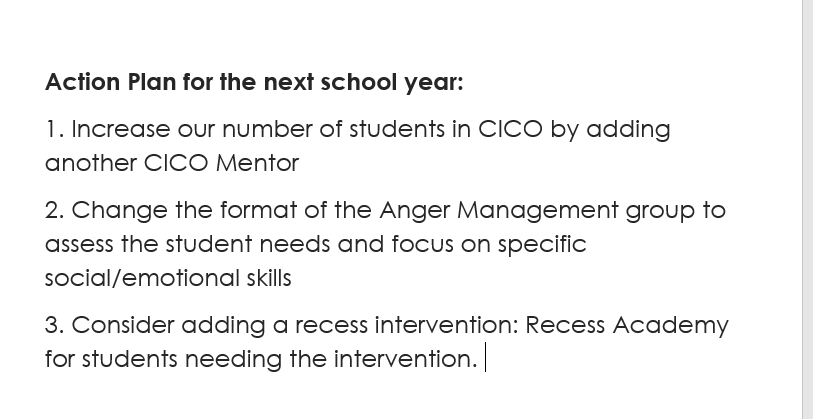 Action Plan for the next school year:
1. Increase our number of students in CICO by adding
another CICO Mentor
2. Change the format of the Anger Management group to
assess the student needs and focus on specific
social/emotional skills
3. Consider adding a recess intervention: Recess Academy
for students needing the intervention.